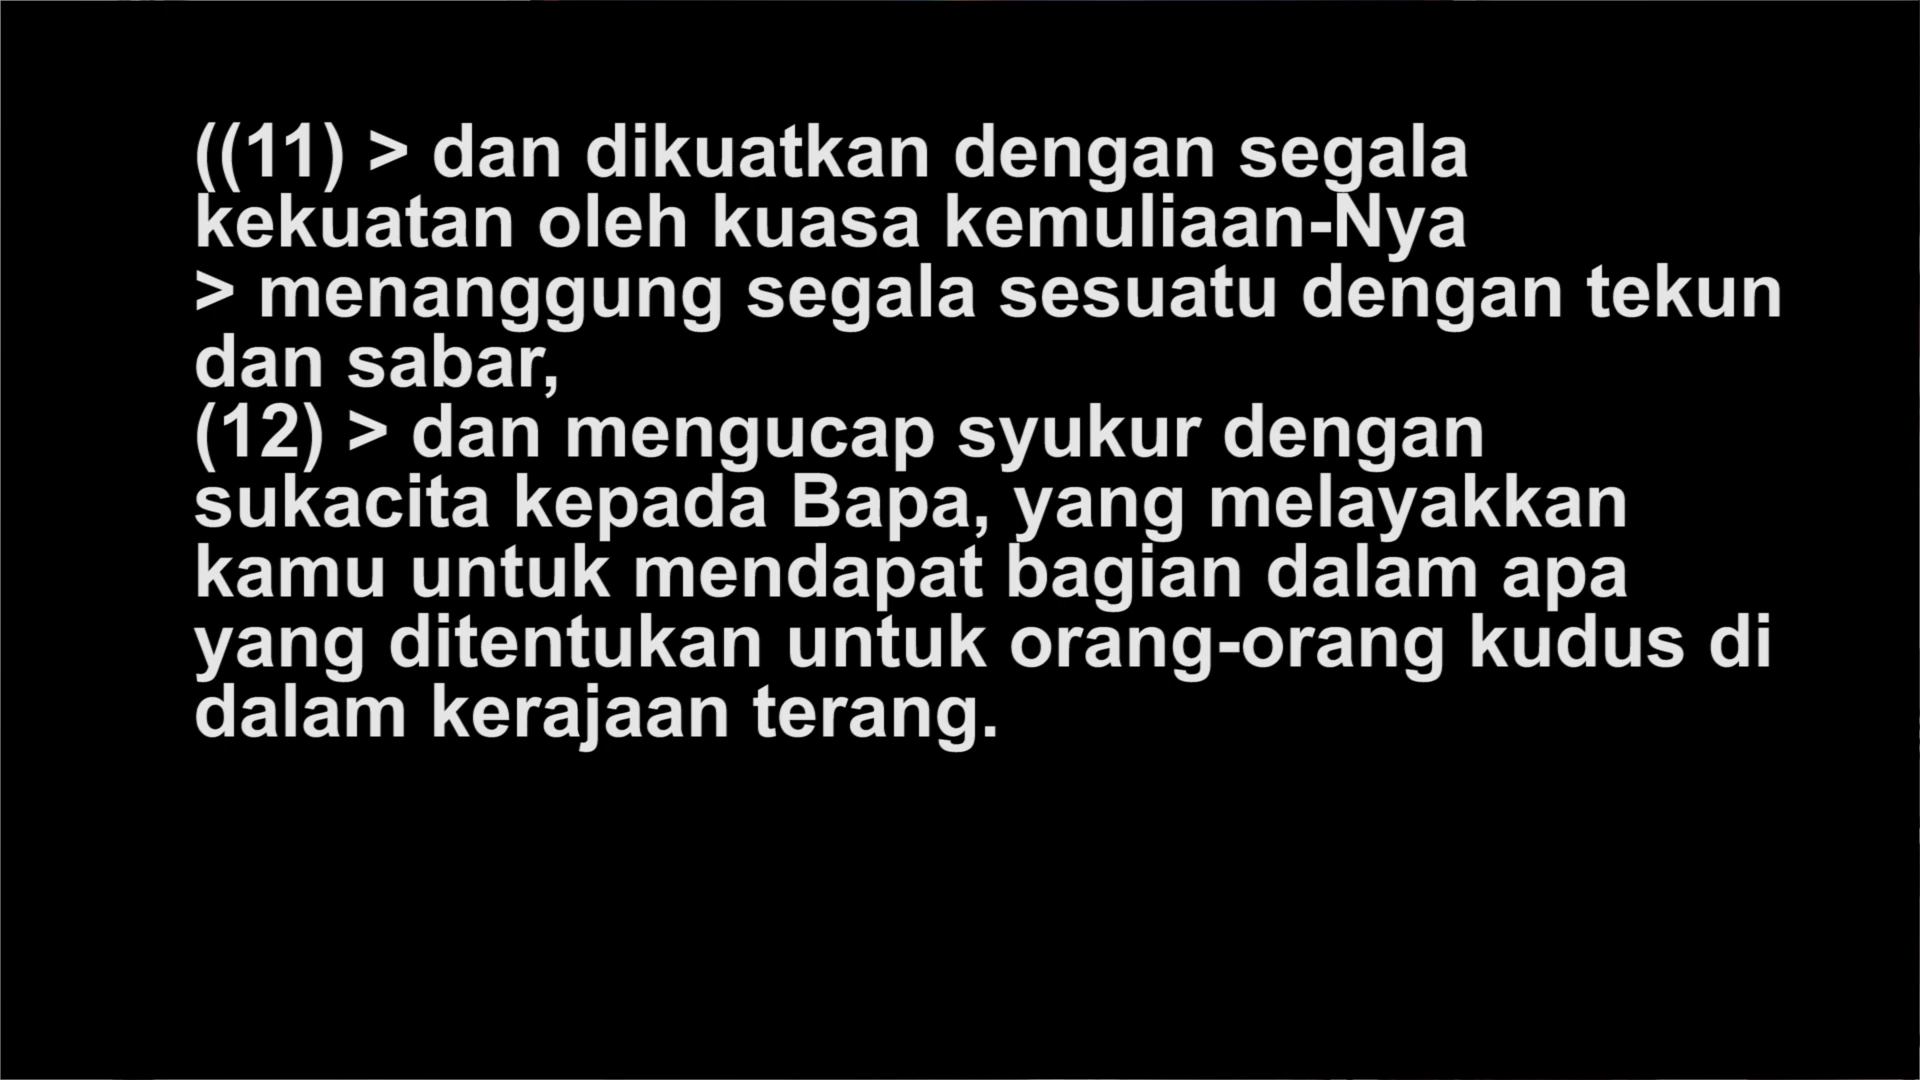 ((11) > dan dikuatkan dengan segala
kekuatan oleh kuasa kemuliaan-Nya
> menanggung segala sesuatu dengan tekun
dan sabar,
(12) > dan mengucap syukur dengan
sukacita kepada Bapa, yang melayakkan
kamu untuk mendapat bagian dalam apa
yang ditentukan untuk orang-orang kudus di
dalam kerajaan terang.